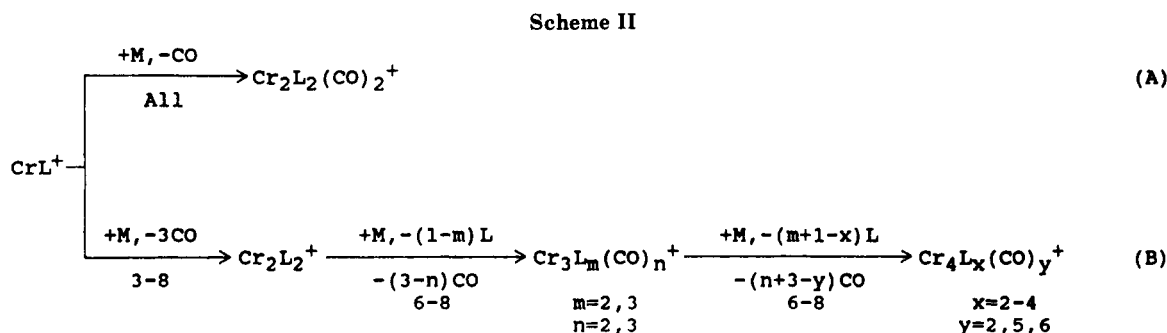 Scheme II
+M,-CO
CrL+ → Cr2L2(CO)2+ (A)
All
+M,-3CO +M,-(1-m)L +M,-(m+1-x)L
→ Cr2L2+ → Cr3Lm(CO)n+ → Cr4Lx(CO)y+ (B)
3-8 -(3-n)CO -(n+3-y)CO
6-8 m=2,3 6-8 x=2-4
n=2,3 y=2,5,6